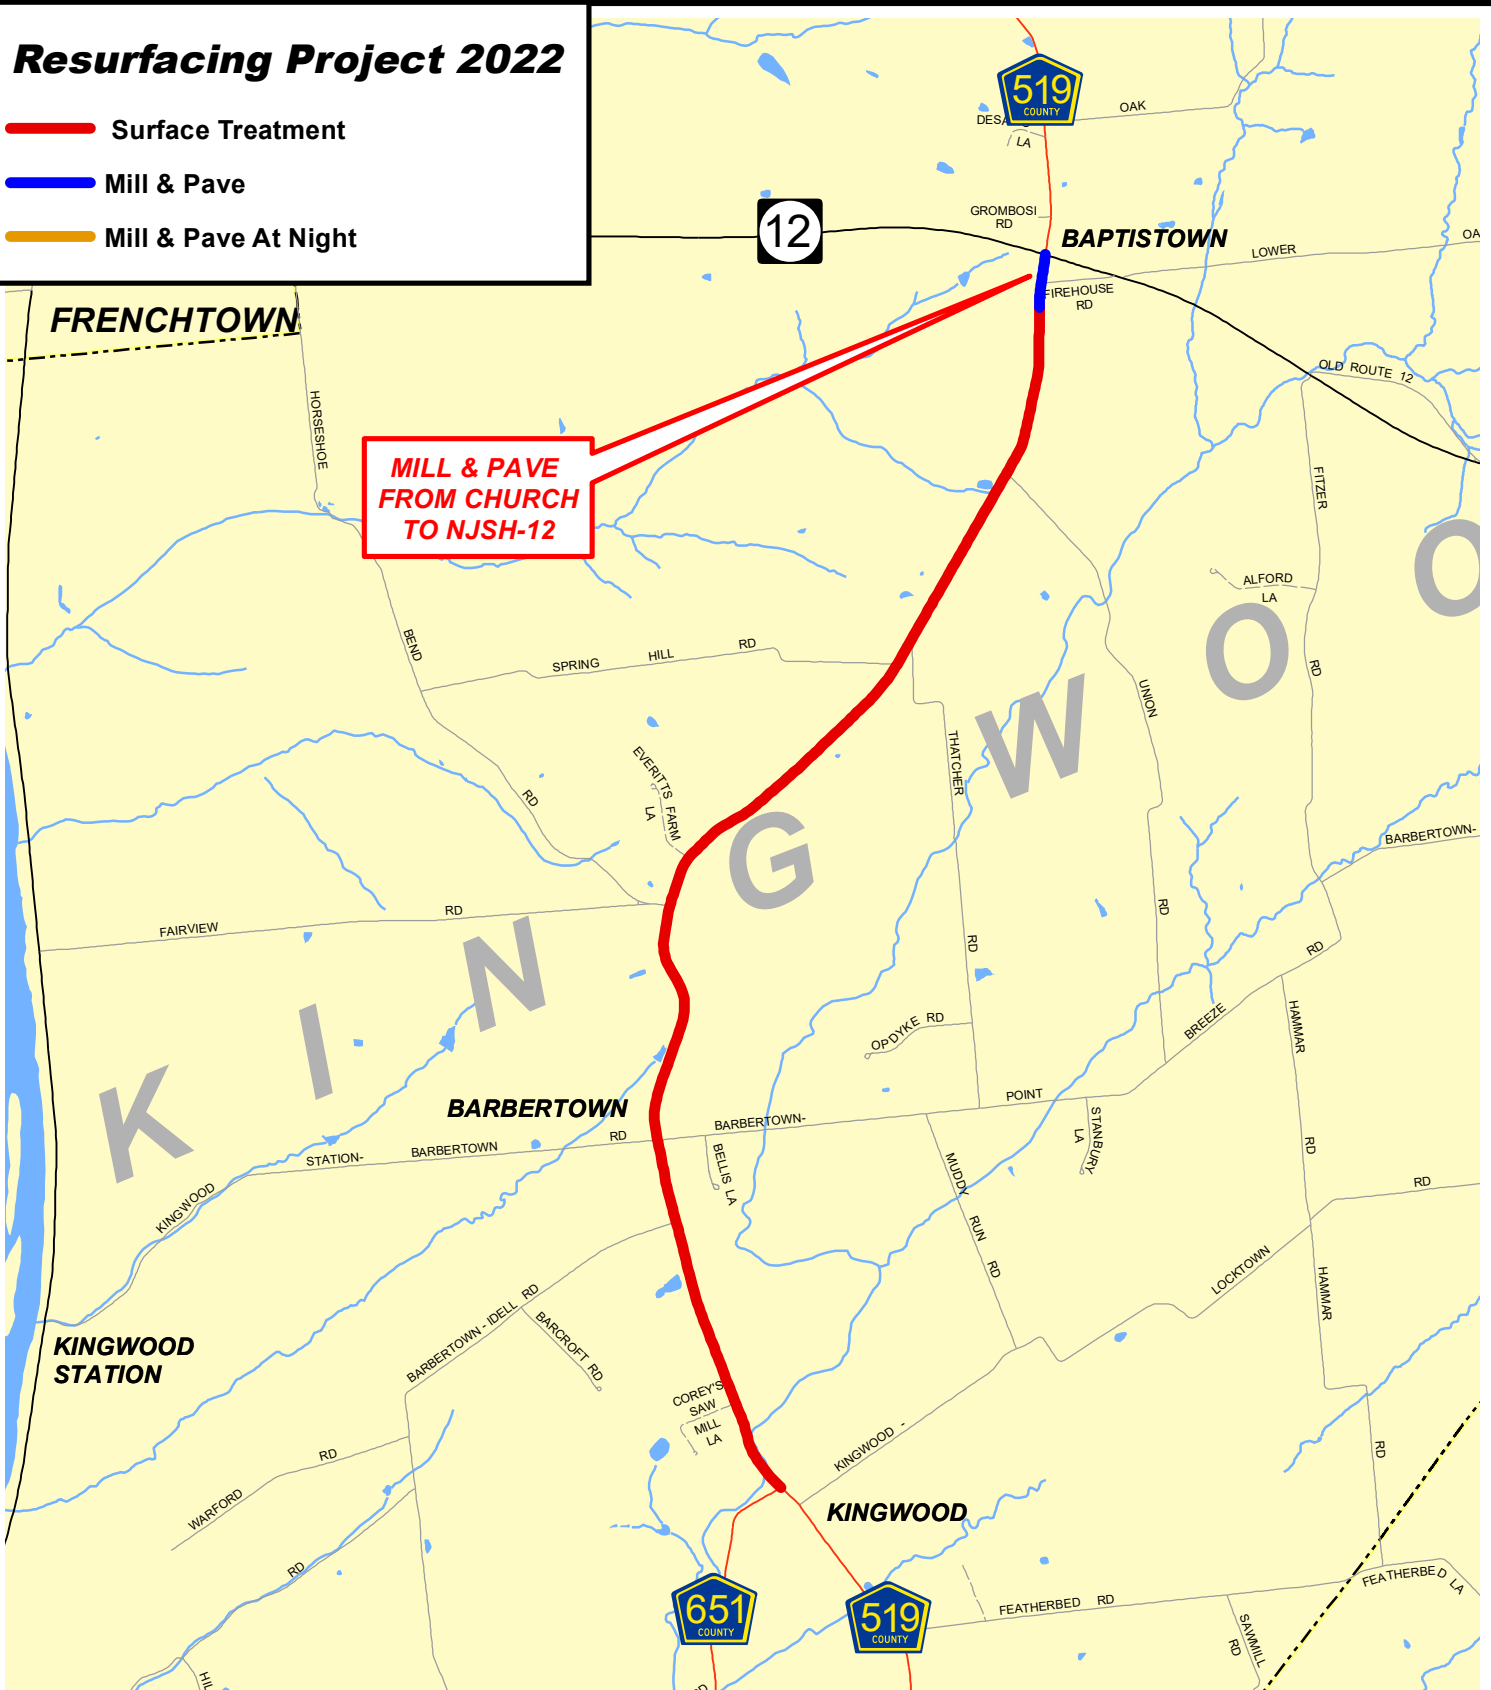 Resurfacing Project 2022
Surface Treatment
Mill & Pave
Mill & Pave At Night
519
COUNTY
OAK
LA
GROMBOSI
RD
12
BAPTISTOWN
LOWER
FIREHOUSE
RD
FRENCHTOWN
OLD ROUTE 12
HORSESHOE
MILL & PAVE
FROM CHURCH
TO NJSH-12
FITZER
ALFORD
LA
BEND
SPRING HILL RD
RD
UNION
THATCHER
EVERITTS FARM
LA
RD
KINGWOO
BARBERTOWN-
FAIRVIEW RD
RD
RD
RD
BREEZE
HAMMAR
OPDYKE RD
BARBERTOWN
POINT
BARBERTOWN-
STANBURY
LA
STATION- BARBERTOWN RD
BELLIS LA
MUDDY RUN RD
RD
RD
KINGWOOD
LOCKTOWN
HAMMAR
BARBERTOWN - IDELL RD
BARCROFT RD
KINGWOOD
STATION
COREY'S
SAW
MILL
LA
KINGWOOD -
RD
RD
WARFORD
KINGWOOD
RD
651
COUNTY
519
COUNTY
FEATHERBED RD
FEATHERBED LA
SAWMILL
RD